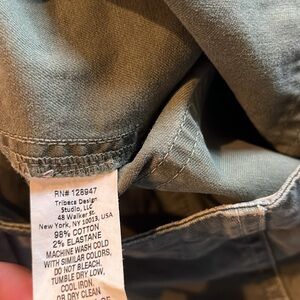 RN# 128947
Tribeca Design
Studio, LLC
48 Walker St.
New York, NY 10013, USA
98% COTTON
2% ELASTANE
MACHINE WASH COLD
WITH SIMILAR COLORS,
DO NOT BLEACH.
TUMBLE DRY LOW,
COOL IRON.
OR DRY CLEAN